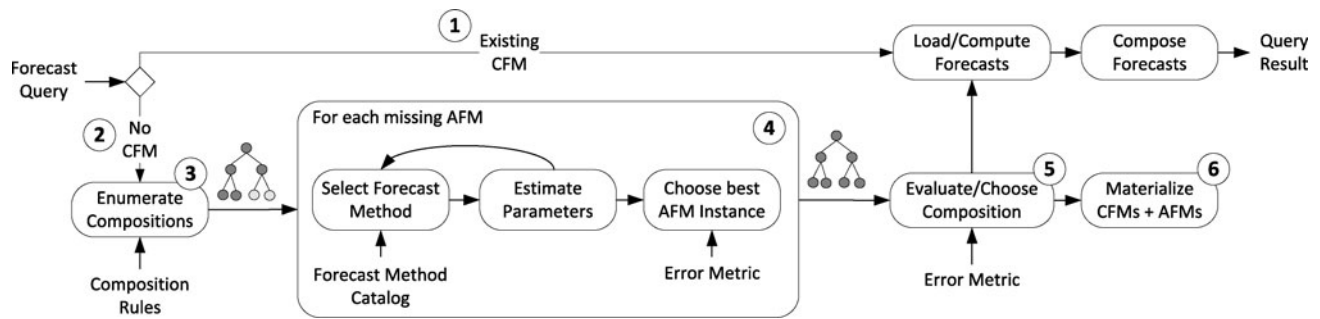 1
Existing
CFM
Load/Compute
Forecasts
Compose
Forecasts
Query
Result
Forecast
Query
2
No
CFM
3
Enumerate
Compositions
Composition
Rules
For each missing AFM
4
Select Forecast
Method
Estimate
Parameters
Choose best
AFM Instance
Forecast Method
Catalog
Error Metric
5
Evaluate/Choose
Composition
Error Metric
6
Materialize
CFMs + AFMs